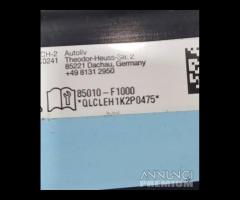 CH-2 Autoliv
0241 Theodor-Heuss-Str. 2
85221 Dachau, Germany
+49 8131 2950
85010-F1000
*QLCLEH1K2P0475*
ANNUNCI
PREMIUM